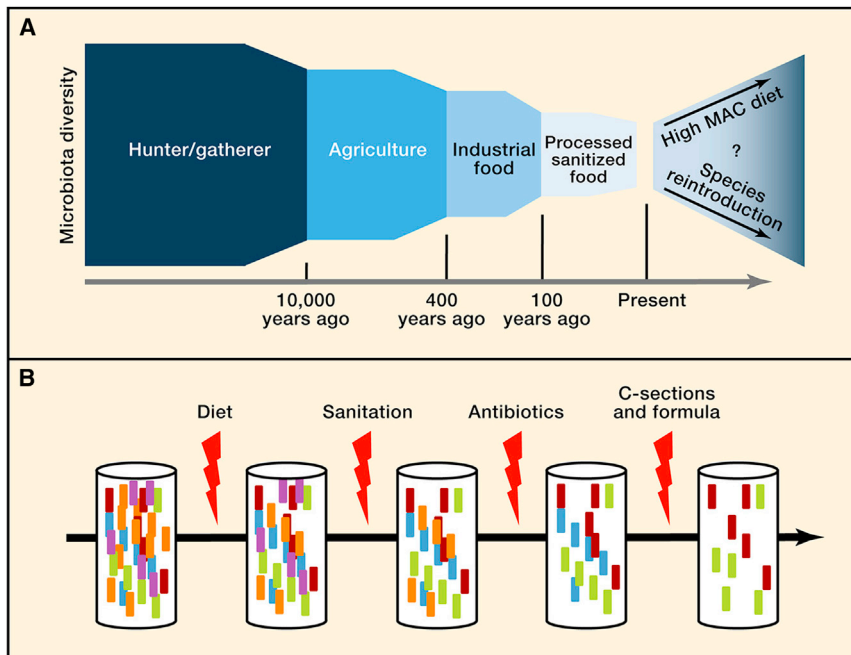 A
Microbiota diversity
Hunter/gatherer
Agriculture
Industrial
food
Processed
sanitized
food
High MAC diet
?
Species
reintroduction
10,000
years ago
400
years ago
100
years ago
Present
B
Diet
Sanitation
Antibiotics
C-sections
and formula